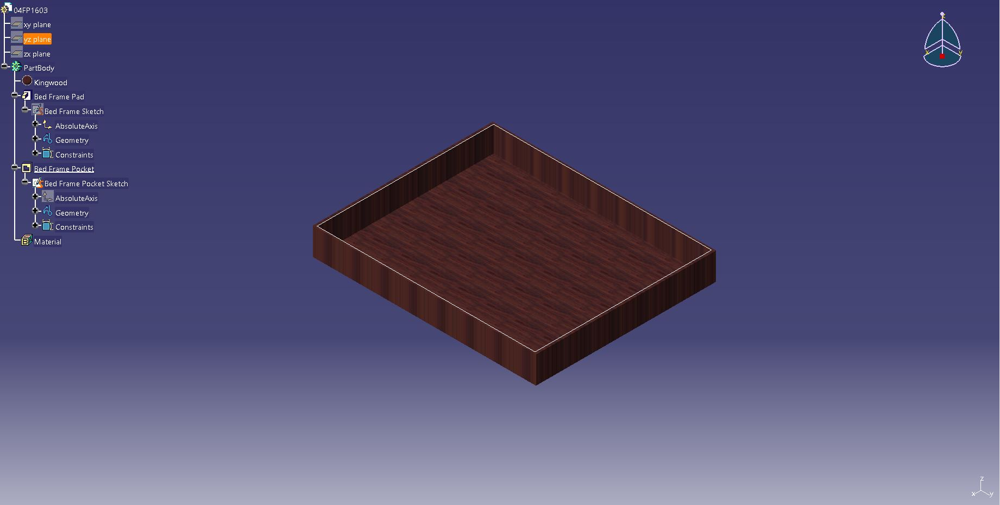 04FP1603
xy plane
yz plane
zx plane
PartBody
Kingwood
Bed Frame Pad
Bed Frame Sketch
AbsoluteAxis
Geometry
Constraints
Bed Frame Pocket
Bed Frame Pocket Sketch
AbsoluteAxis
Geometry
Constraints
Material
z
x y
z
x y